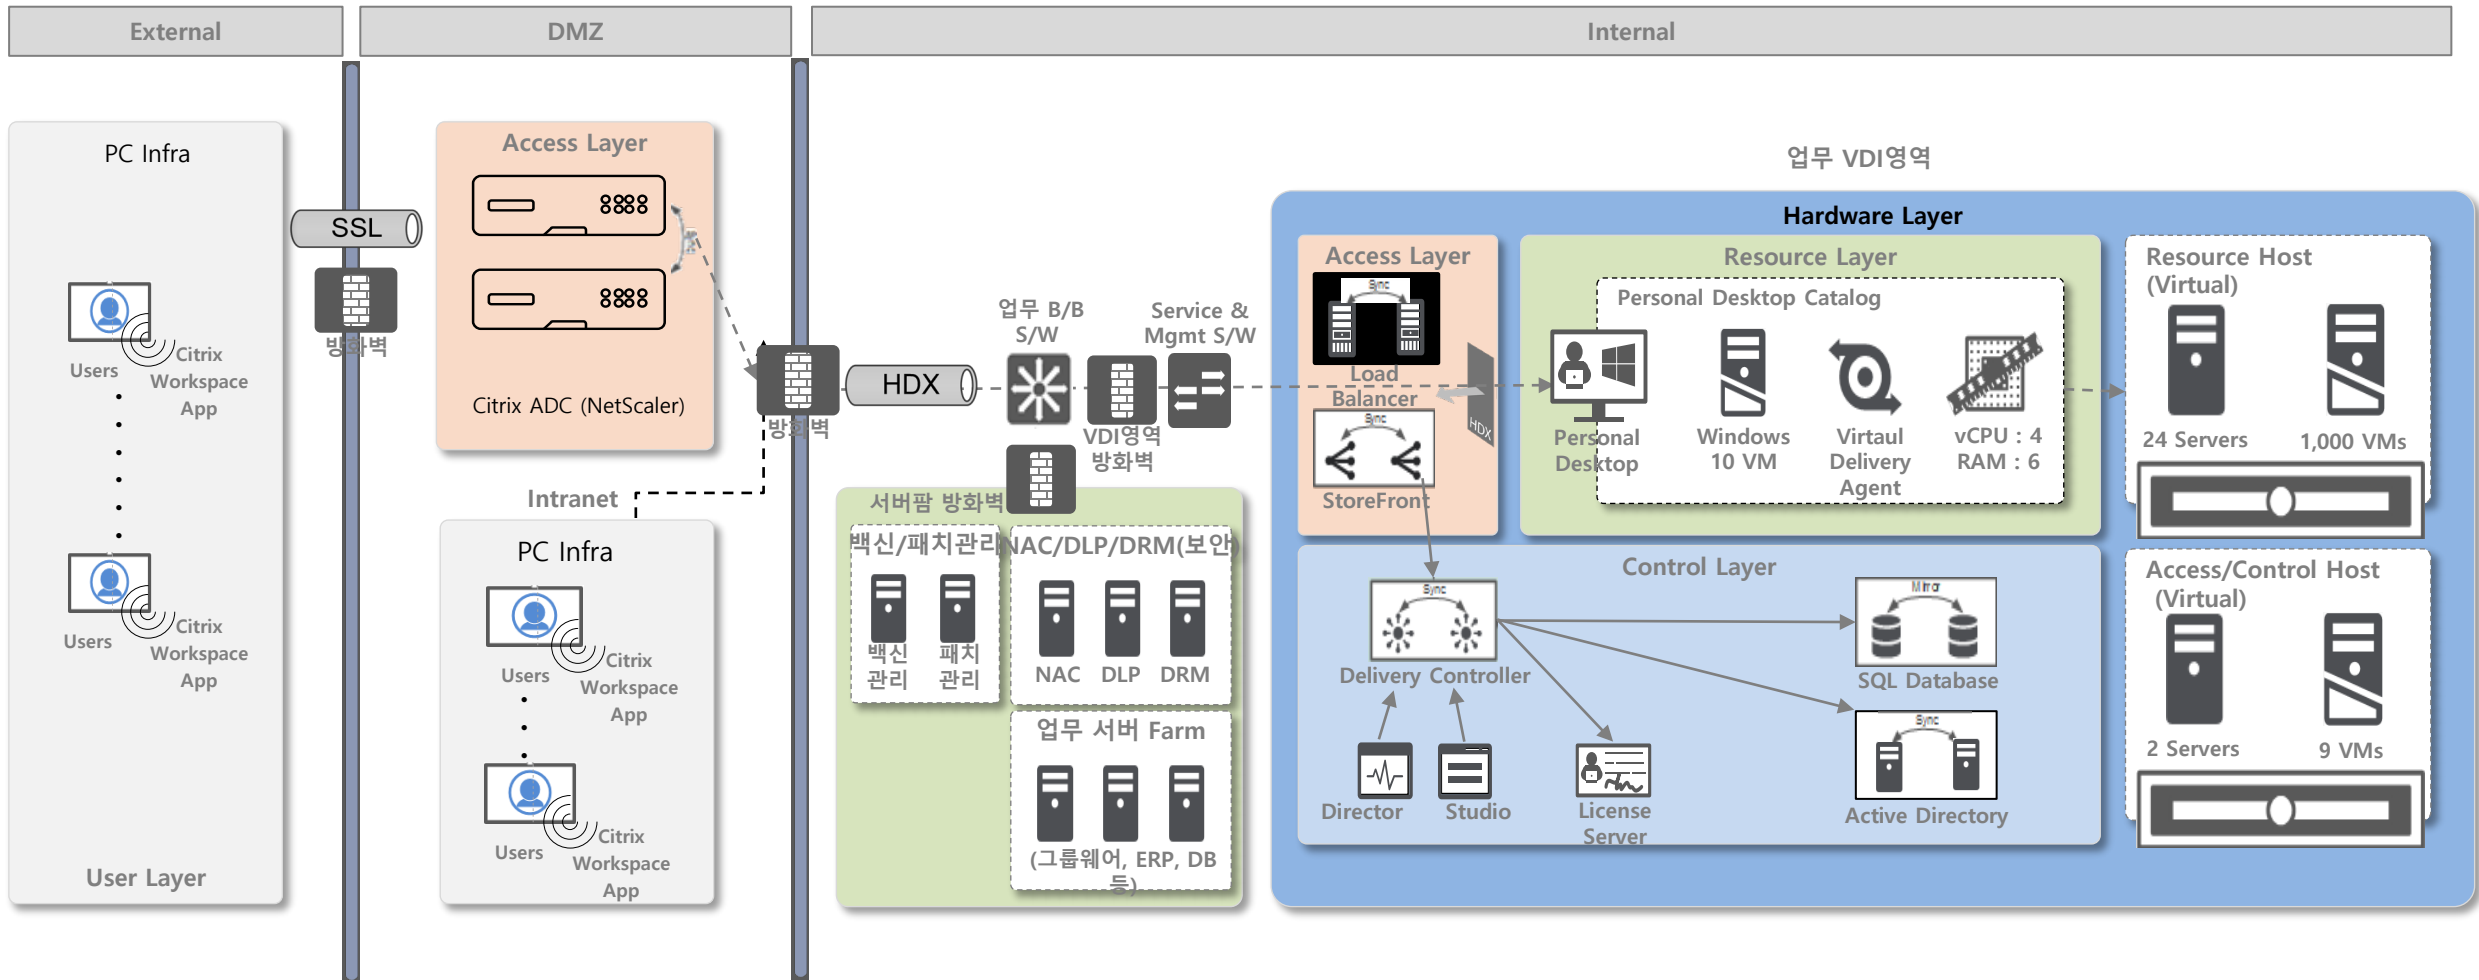 External
DMZ
Internal
PC Infra
SSL
방화벽
Users
Citrix
Workspace
App
Users
Citrix
Workspace
App
User Layer
Access Layer
Citrix ADC (NetScaler)
Intranet
PC Infra
Users
Citrix
Workspace
App
Users
Citrix
Workspace
App
방화벽
HDX
업무 B/B
S/W
VDI영역
방화벽
Service &
Mgmt S/W
서버팜 방화벽
백신/패치관리
백신
관리
패치
관리
NAC/DLP/DRM(보안)
NAC
DLP
DRM
업무 서버 Farm
(그룹웨어, ERP, DB
등)
업무 VDI영역
Hardware Layer
Access Layer
Sync
Load
Balancer
Sync
StoreFront
HDX
Resource Layer
Personal Desktop Catalog
Personal
Desktop
Windows
10 VM
Virtaul
Delivery
Agent
vCPU : 4
RAM : 6
Resource Host
(Virtual)
24 Servers
1,000 VMs
Control Layer
Sync
Delivery Controller
Mirror
SQL Database
Director
Studio
License
Server
Sync
Active Directory
Access/Control Host
(Virtual)
2 Servers
9 VMs